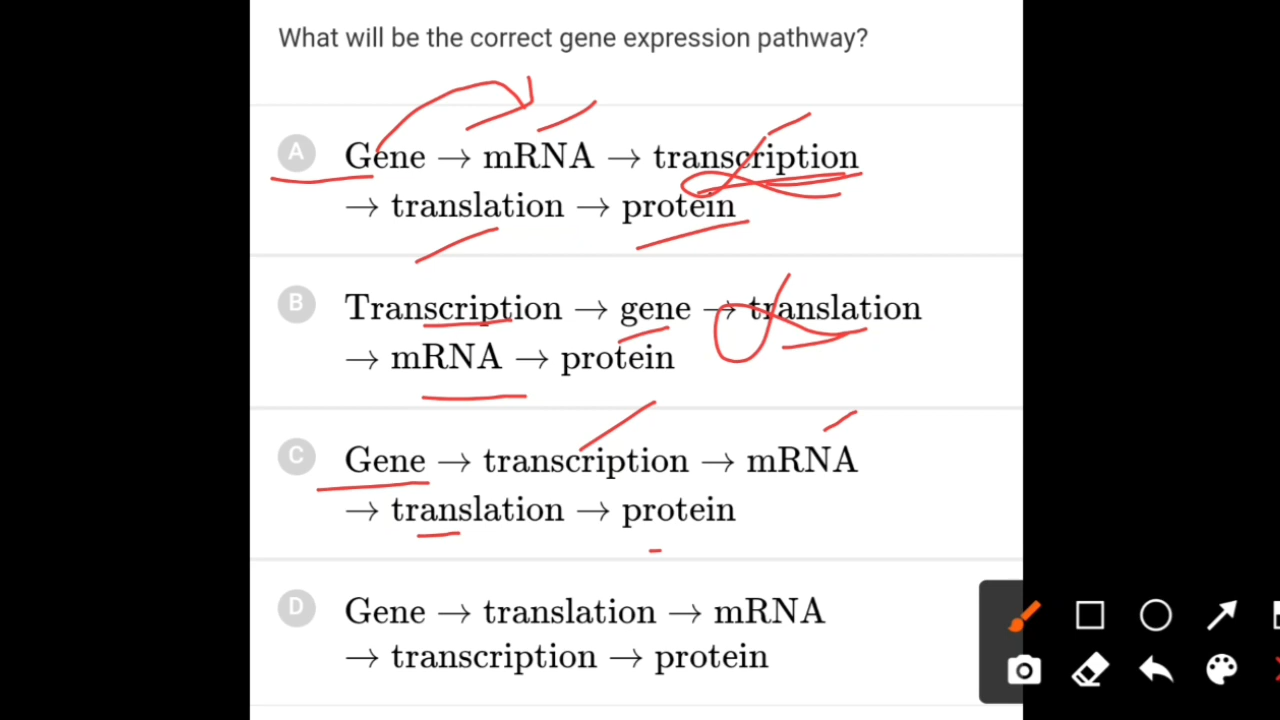 What will be the correct gene expression pathway?
A
Gene → mRNA → transcription
→ translation → protein
B
Transcription → gene → translation
→ mRNA → protein
C
Gene → transcription → mRNA
→ translation → protein
D
Gene → translation → mRNA
→ transcription → protein